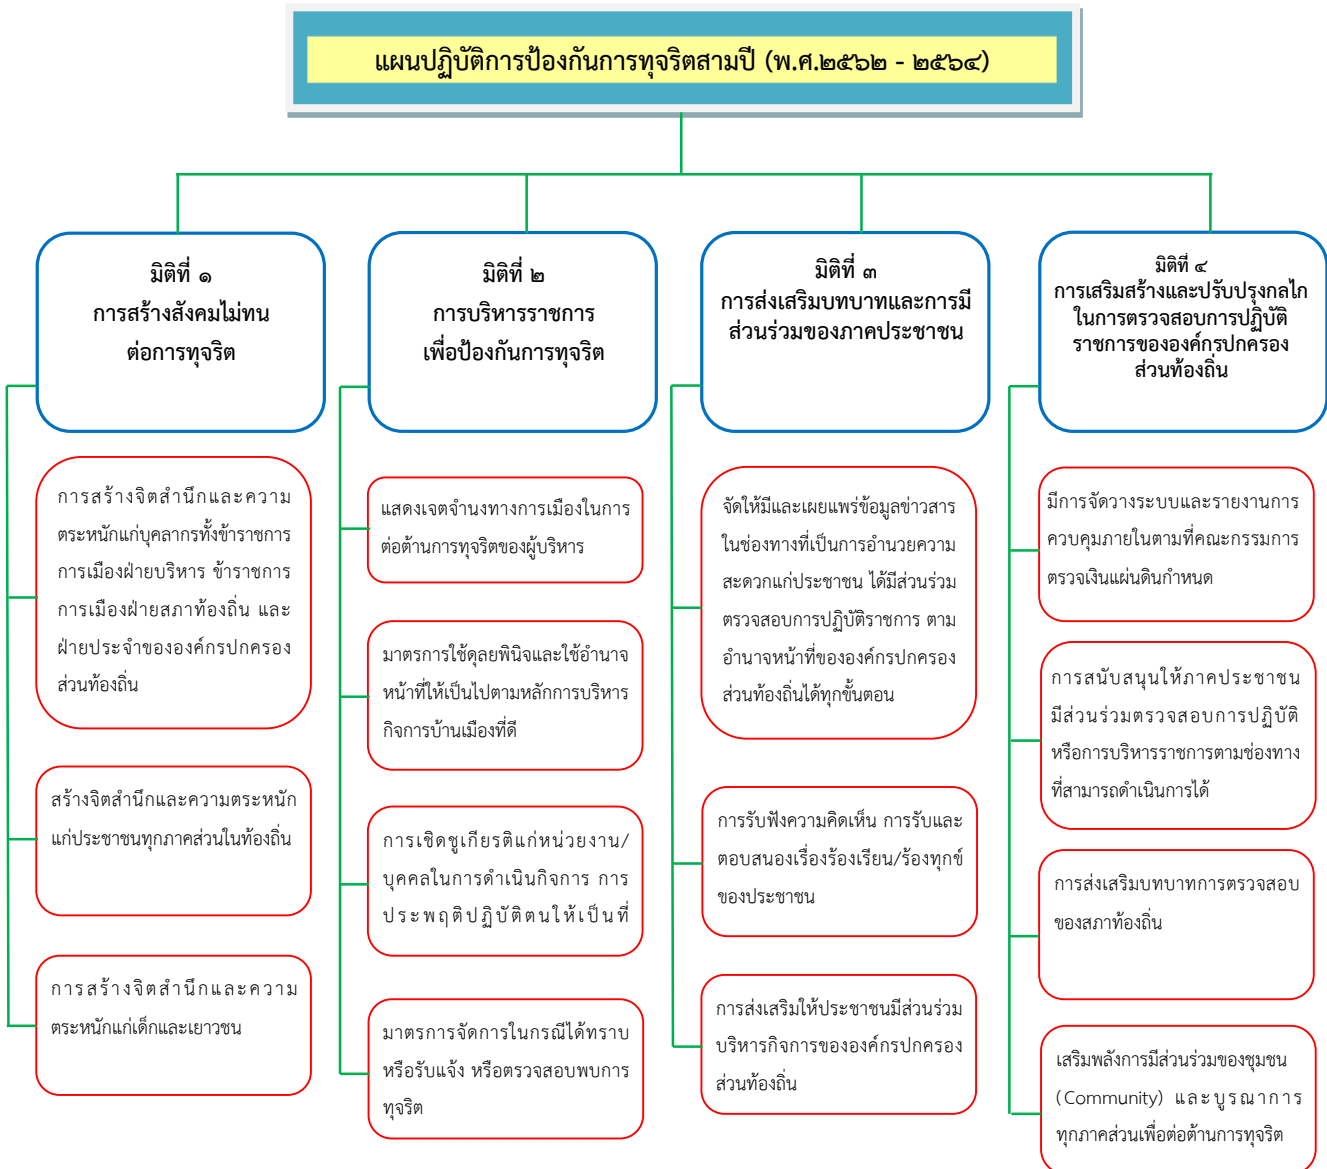 แผนปฏิบัติการป้องกันการทุจริตสามปี (พ.ศ.๒๕๖๒ - ๒๕๖๔)
มิติที่ ๑
การสร้างสังคมไม่ทน
ต่อการทุจริต
การสร้างจิตสำนึกและความ
ตระหนักแก่บุคลากรทั้งข้าราชการ
การเมืองฝ่ายบริหาร ข้าราชการ
การเมืองฝ่ายสภาท้องถิ่น และ
ฝ่ายประจำขององค์กรปกครอง
ส่วนท้องถิ่น
สร้างจิตสำนึกและความตระหนัก
แก่ประชาชนทุกภาคส่วนในท้องถิ่น
การสร้างจิตสำนึกและความ
ตระหนักแก่เด็กและเยาวชน
มิติที่ ๒
การบริหารราชการ
เพื่อป้องกันการทุจริต
แสดงเจตจำนงทางการเมืองในการ
ต่อต้านการทุจริตของผู้บริหาร
มาตรการใช้ดุลยพินิจและใช้อำนาจ
หน้าที่ให้เป็นไปตามหลักการบริหาร
กิจการบ้านเมืองที่ดี
การเชิดชูเกียรติแก่หน่วยงาน/
บุคคลในการดำเนินกิจการ การ
ประพฤติปฏิบัติตนให้เป็นที่
มาตรการจัดการในกรณีได้ทราบ
หรือรับแจ้ง หรือตรวจสอบพบการ
ทุจริต
มิติที่ ๓
การส่งเสริมบทบาทและการมี
ส่วนร่วมของภาคประชาชน
จัดให้มีและเผยแพร่ข้อมูลข่าวสาร
ในช่องทางที่เป็นการอำนวยความ
สะดวกแก่ประชาชน ได้มีส่วนร่วม
ตรวจสอบการปฏิบัติราชการ ตาม
อำนาจหน้าที่ขององค์กรปกครอง
ส่วนท้องถิ่นได้ทุกขั้นตอน
การรับฟังความคิดเห็น การรับและ
ตอบสนองเรื่องร้องเรียน/ร้องทุกข์
ของประชาชน
การส่งเสริมให้ประชาชนมีส่วนร่วม
บริหารกิจการขององค์กรปกครอง
ส่วนท้องถิ่น
มิติที่ ๔
การเสริมสร้างและปรับปรุงกลไก
ในการตรวจสอบการปฏิบัติ
ราชการขององค์กรปกครอง
ส่วนท้องถิ่น
มีการจัดวางระบบและรายงานการ
ควบคุมภายในตามที่คณะกรรมการ
ตรวจเงินแผ่นดินกำหนด
การสนับสนุนให้ภาคประชาชน
มีส่วนร่วมตรวจสอบการปฏิบัติ
หรือการบริหารราชการตามช่องทาง
ที่สามารถดำเนินการได้
การส่งเสริมบทบาทการตรวจสอบ
ของสภาท้องถิ่น
เสริมพลังการมีส่วนร่วมของชุมชน
(Community) และบูรณาการ
ทุกภาคส่วนเพื่อต่อต้านการทุจริต